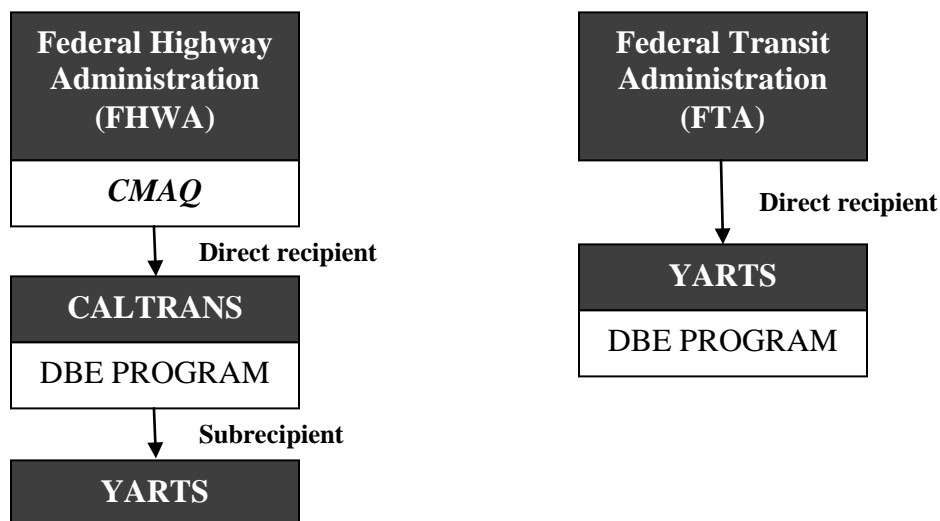 Federal Highway
Administration
(FHWA)
CMAQ
Direct recipient
CALTRANS
DBE PROGRAM
Subrecipient
YARTS
Federal Transit
Administration
(FTA)
Direct recipient
YARTS
DBE PROGRAM